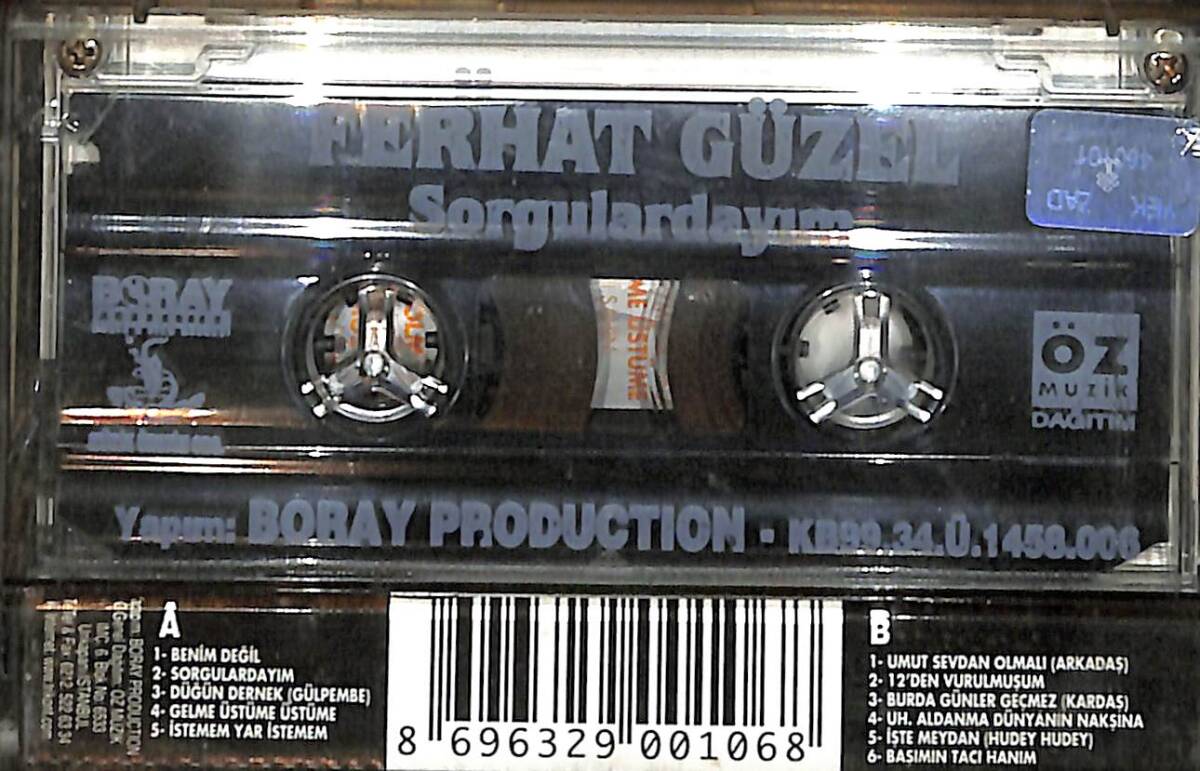 FERHAT GÜZEL
Sorgulardayım
BORAY
ÖZ
MUZİK
DAĞITIM
ME ÜSTÜME
Yapım: BORAY PRODUCTION • KB99.34.Ü.1458.006
A
1- BENİM DEĞİL
2- SORGULARDAYIM
3- DÜĞÜN DERNEK (GÜLPEMBE)
4- GELME ÜSTÜME ÜSTÜME
5- İSTEMEM YAR İSTEMEM
8 696329 001068
B
1- UMUT SEVDAN OLMALI (ARKADAŞ)
2- 12'DEN VURULMUŞUM
3- BURDA GÜNLER GEÇMEZ (KARDAŞ)
4- UH. ALDANMA DÜNYANIN NAKŞINA
5- İŞTE MEYDAN (HUDEY HUDEY)
6- BAŞIMIN TACI HANIM